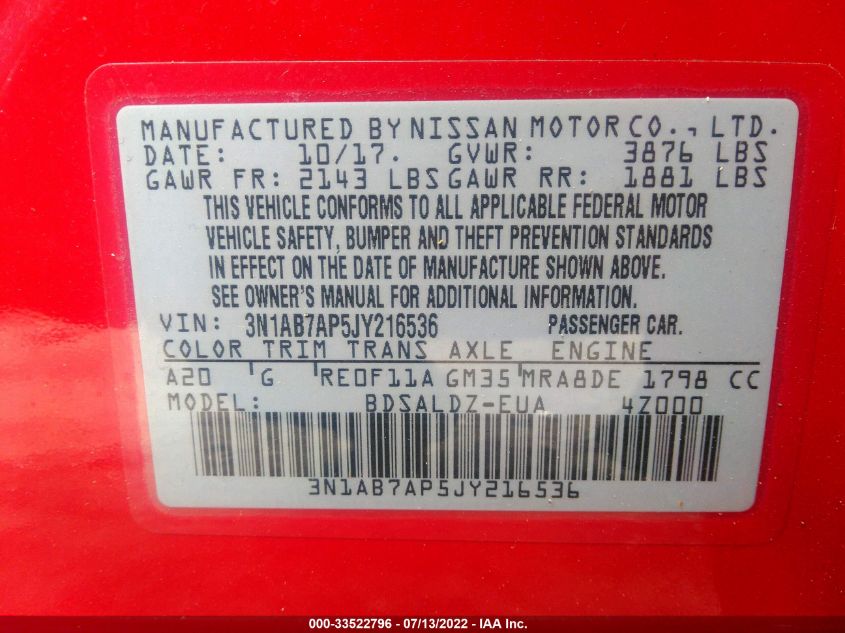 MANUFACTURED BY NISSAN MOTOR CO., LTD.
DATE: 10/17. GVWR: 3876 LBS
GAWR FR: 2143 LBS GAWR RR: 1881 LBS
THIS VEHICLE CONFORMS TO ALL APPLICABLE FEDERAL MOTOR
VEHICLE SAFETY, BUMPER AND THEFT PREVENTION STANDARDS
IN EFFECT ON THE DATE OF MANUFACTURE SHOWN ABOVE.
SEE OWNER'S MANUAL FOR ADDITIONAL INFORMATION.
VIN: 3N1AB7AP5JY216536 PASSENGER CAR.
COLOR TRIM TRANS AXLE ENGINE
A20 G RE0F11A GM35 MRA8DE 1798 CC
MODEL: BDSALDZ-EUA 4Z000
3N1AB7AP5JY216536
000-33522796 - 07/13/2022 - IAA Inc.